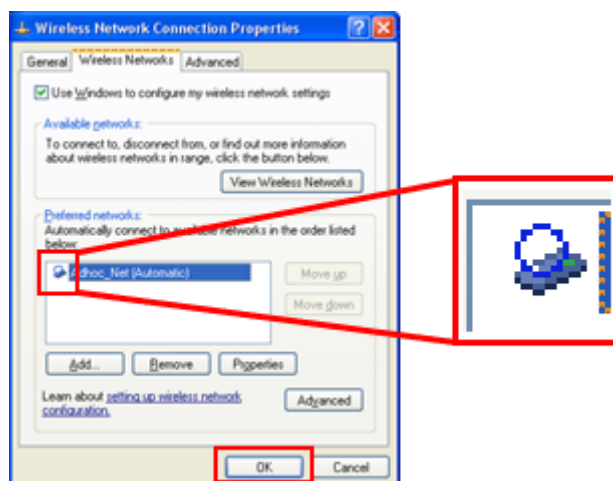 Wireless Network Connection Properties
General Wireless Networks Advanced
Use Windows to configure my wireless network settings
Available networks:
To connect to, disconnect from, or find out more information
about wireless networks in range, click the button below.
View Wireless Networks
Preferred networks:
Automatically connect to available networks in the order listed
below:
Adhoc_Net (Automatic)
Move up
Move down
Add... Remove Properties
Learn about setting up wireless network
configuration.
Advanced
OK Cancel